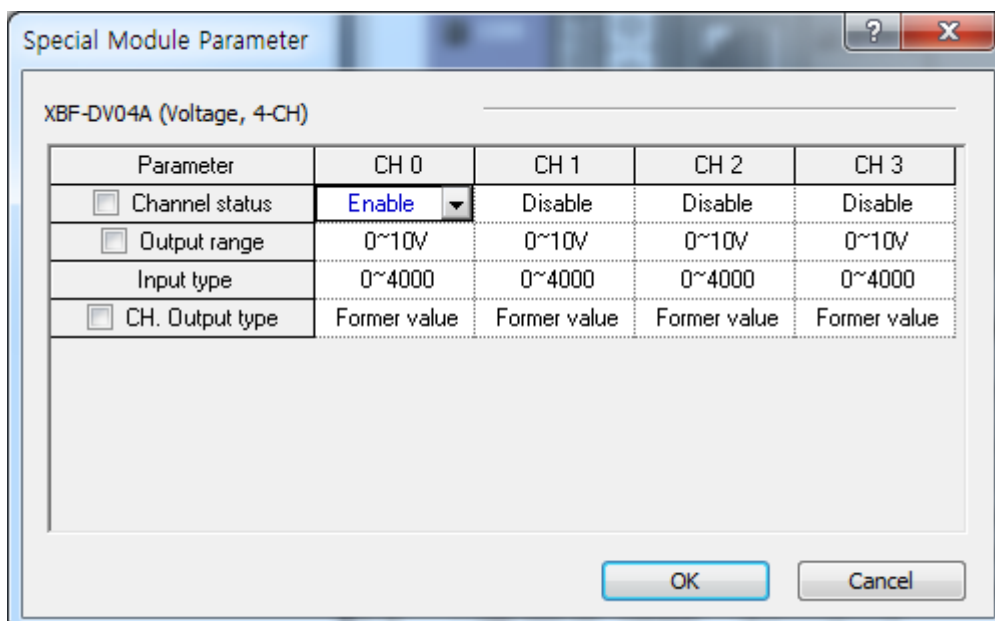 Special Module Parameter
XBF-DV04A (Voltage, 4-CH)
Parameter CH 0 CH 1 CH 2 CH 3
Channel status Enable Disable Disable Disable
Output range 0~10V 0~10V 0~10V 0~10V
Input type 0~4000 0~4000 0~4000 0~4000
CH. Output type Former value Former value Former value Former value
OK Cancel